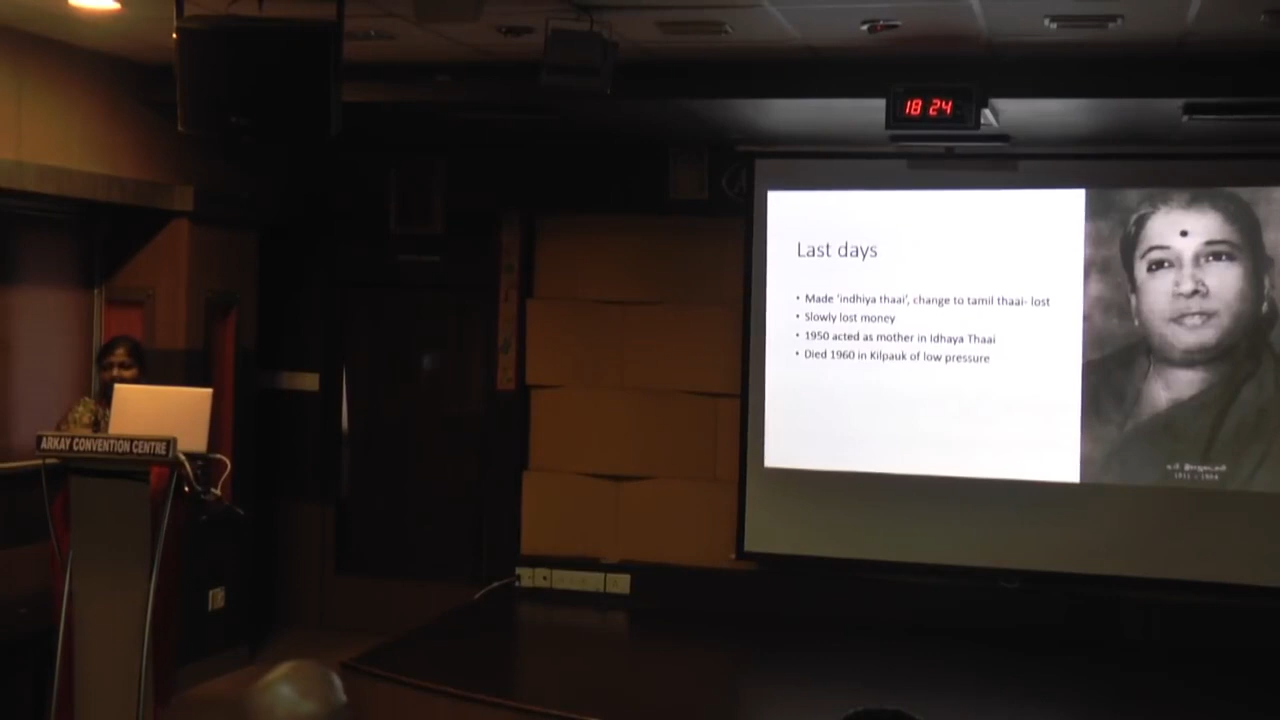 18 24
Last days
• Made 'indhiya thaai', change to tamil thaai- lost
• Slowly lost money
• 1950 acted as mother in Idhaya Thaai
• Died 1960 in Kilpauk of low pressure
ARKAY CONVENTION CENTRE